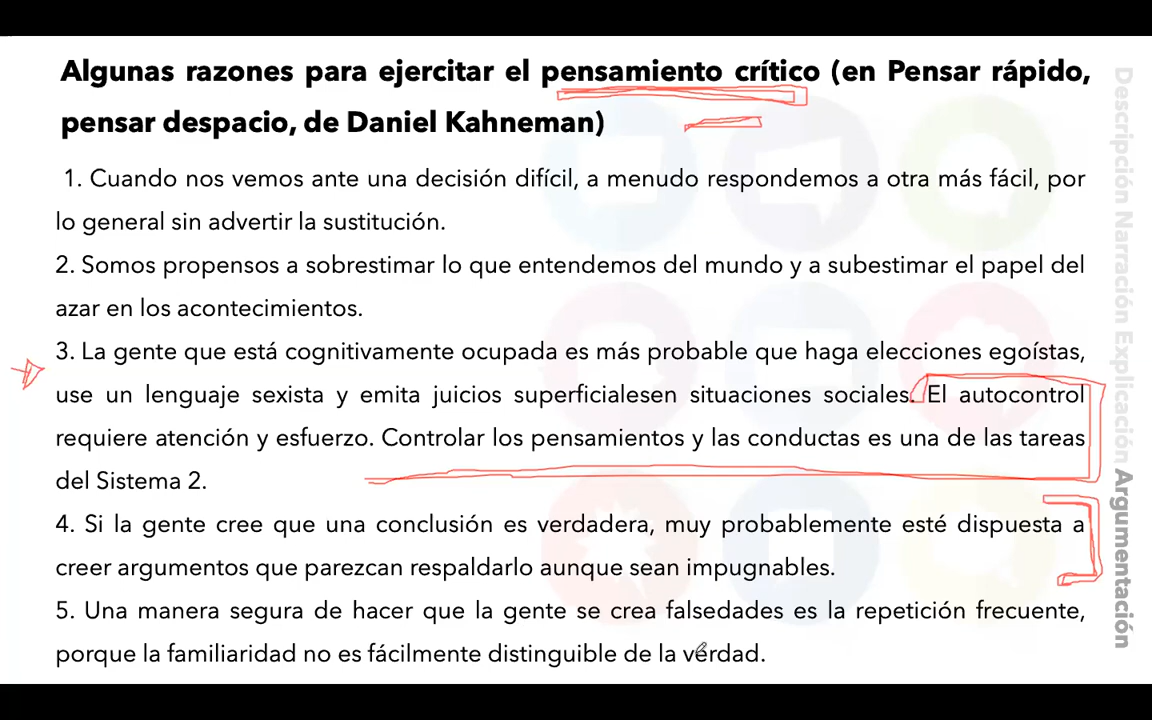 Algunas razones para ejercitar el pensamiento crítico (en Pensar rápido,
pensar despacio, de Daniel Kahneman)
1. Cuando nos vemos ante una decisión difícil, a menudo respondemos a otra más fácil, por
lo general sin advertir la sustitución.
2. Somos propensos a sobrestimar lo que entendemos del mundo y a subestimar el papel del
azar en los acontecimientos.
3. La gente que está cognitivamente ocupada es más probable que haga elecciones egoístas,
use un lenguaje sexista y emita juicios superficialesen situaciones sociales. El autocontrol
requiere atención y esfuerzo. Controlar los pensamientos y las conductas es una de las tareas
del Sistema 2.
4. Si la gente cree que una conclusión es verdadera, muy probablemente esté dispuesta a
creer argumentos que parezcan respaldarlo aunque sean impugnables.
5. Una manera segura de hacer que la gente se crea falsedades es la repetición frecuente,
porque la familiaridad no es fácilmente distinguible de la verdad.
Descripción Narración Explicación Argumentación